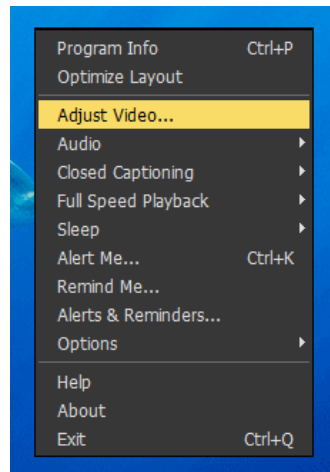 Program Info Ctrl+P
Optimize Layout
Adjust Video...
Audio
Closed Captioning
Full Speed Playback
Sleep
Alert Me... Ctrl+K
Remind Me...
Alerts & Reminders...
Options
Help
About
Exit Ctrl+Q